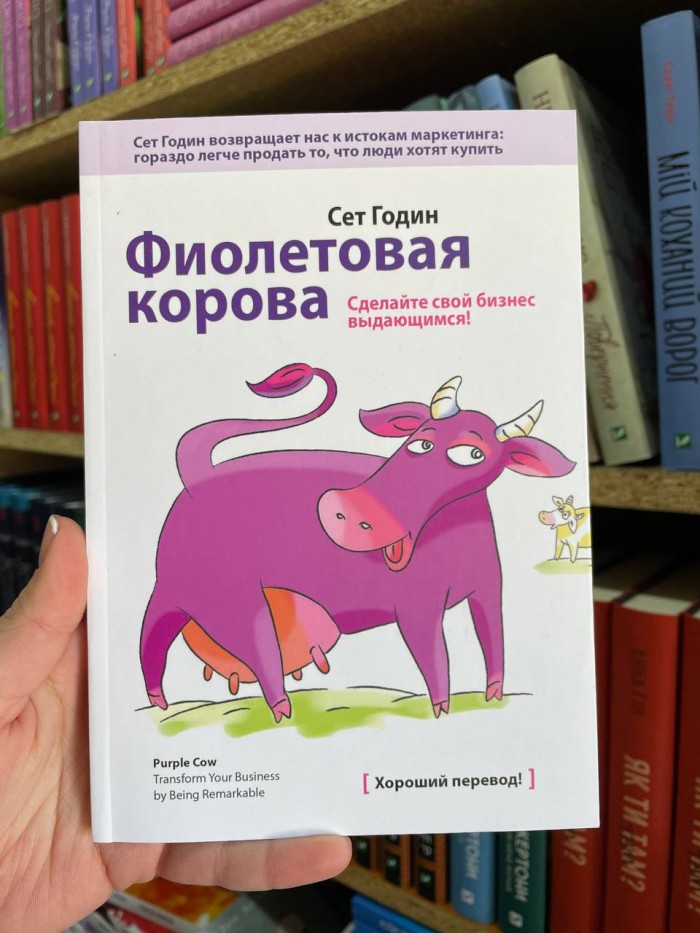 Сет Годин возвращает нас к истокам маркетинга:
гораздо легче продать то, что люди хотят купить
Сет Годин
Фиолетовая
корова
Сделайте свой бизнес
выдающимся!
Purple Cow
Transform Your Business
by Being Remarkable
[ Хороший перевод! ]
МІЙ КОХАНИЙ ВОРОГ
ЯК ТИ ТАМ?